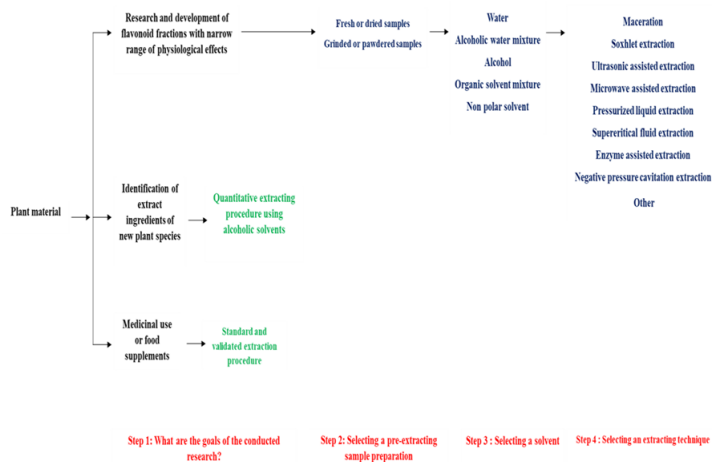 Plant material
Research and development of
flavonoid fractions with narrow
range of physiological effects
Fresh or dried samples
Grinded or pawdered samples
Water
Alcoholic water mixture
Alcohol
Organic solvent mixture
Non polar solvent
Maceration
Soxhlet extraction
Ultrasonic assisted extraction
Microwave assisted extraction
Pressurized liquid extraction
Supereritical fluid extraction
Enzyme assisted extraction
Negative pressure cavitation extraction
Other
Identification of
extract
ingredients of
new plant species
Quantitative extracting
procedure using
alcoholic solvents
Medicinal use
or food
supplements
Standard and
validated extraction
procedure
Step 1: What are the goals of the conducted
research?
Step 2: Selecting a pre-extracting
sample preparation
Step 3 : Selecting a solvent
Step 4 : Selecting an extracting technique